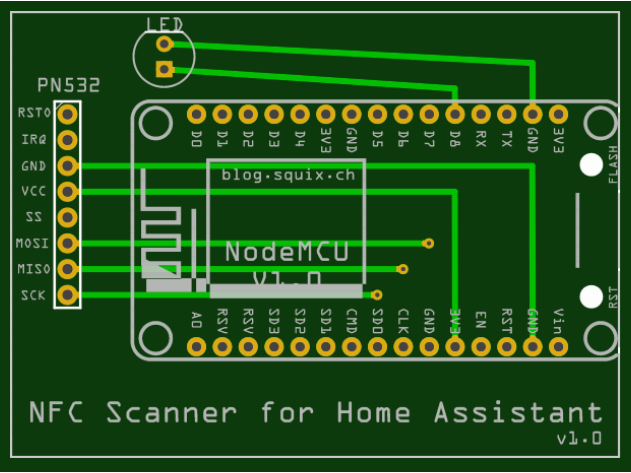 LED
PN532
RSTO
IRQ
GND
VCC
SS
MOSI
MISO
SCK
D0
D1
D2
D3
D4
3V3
GND
D5
D6
D7
D8
RX
TX
GND
3V3
FLASH
blog.squix.ch
NodeMCU
V1.0
RST
A0
RSV
RSV
SD3
SD2
SD1
CMD
SD0
CLK
GND
3V3
EN
RST
GND
Vin
NFC Scanner for Home Assistant
v1.0